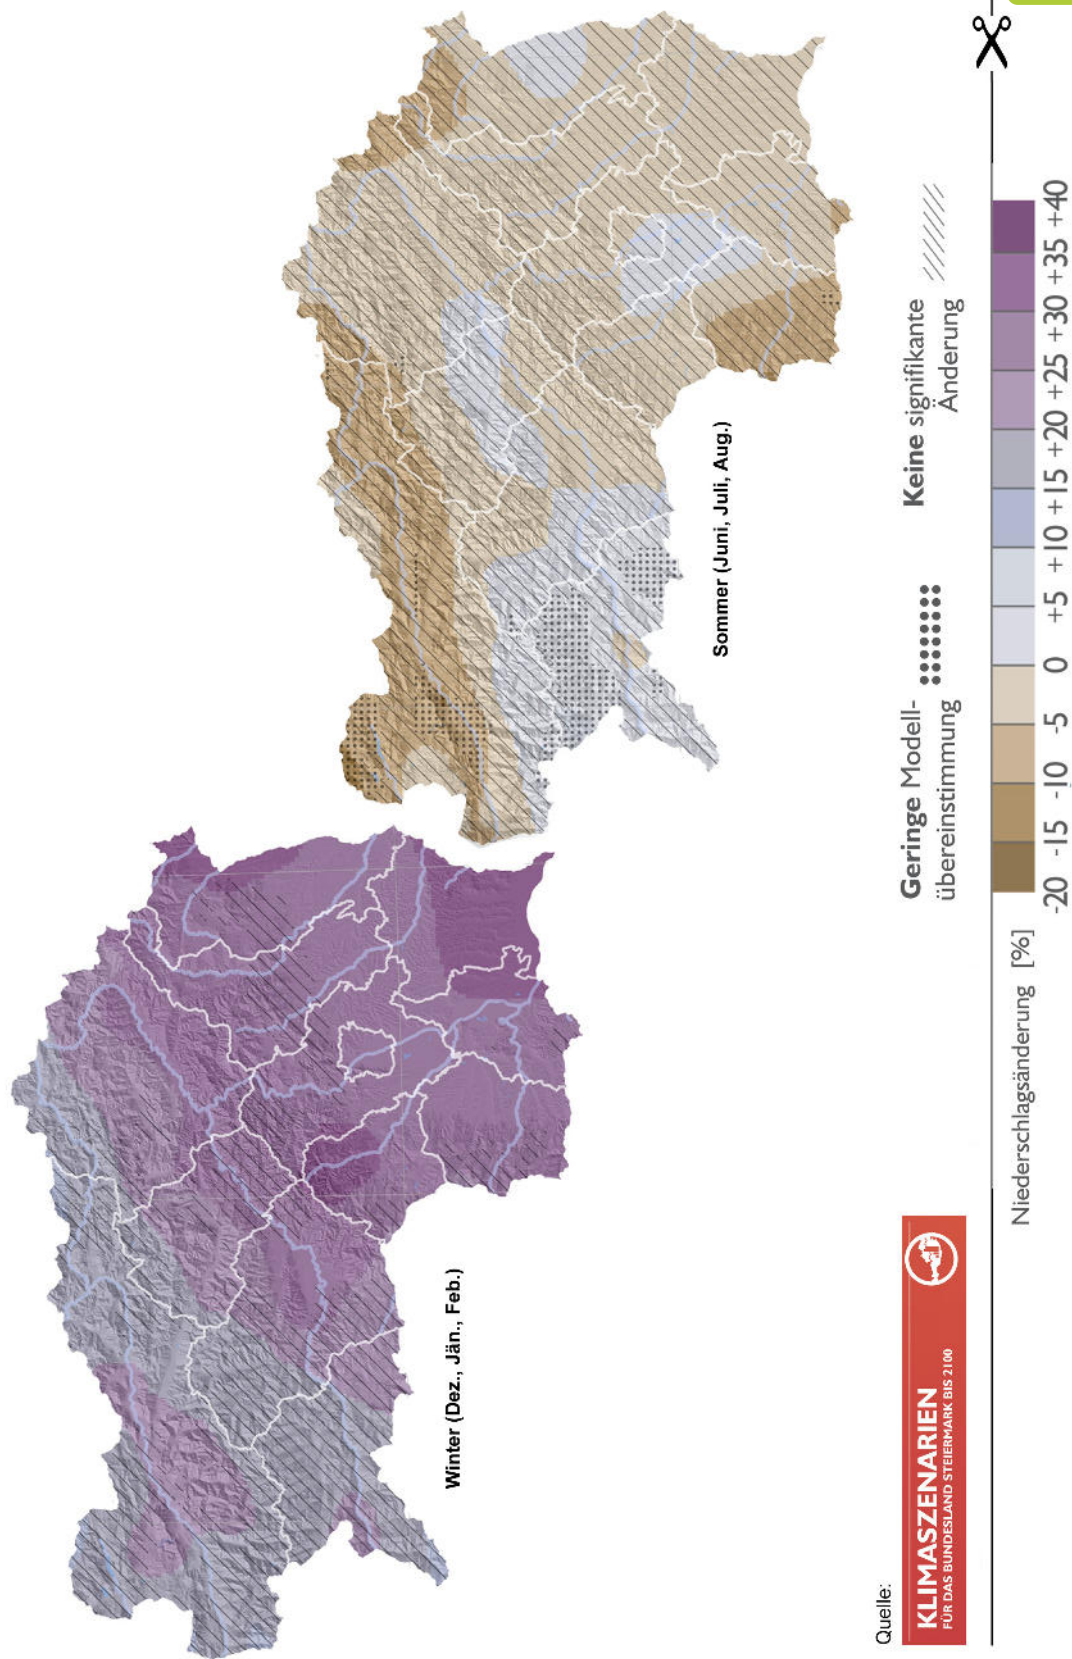 Winter (Dez., Jän., Feb.)
Sommer (Juni, Juli, Aug.)
Quelle:
KLIMASZENARIEN
FÜR DAS BUNDESLAND STEIERMARK BIS 2100
Geringe Modell-
übereinstimmung
Keine signifikante
Änderung
Niederschlagsänderung [%]
-20 -15 -10 -5 0 +5 +10 +15 +20 +25 +30 +35 +40